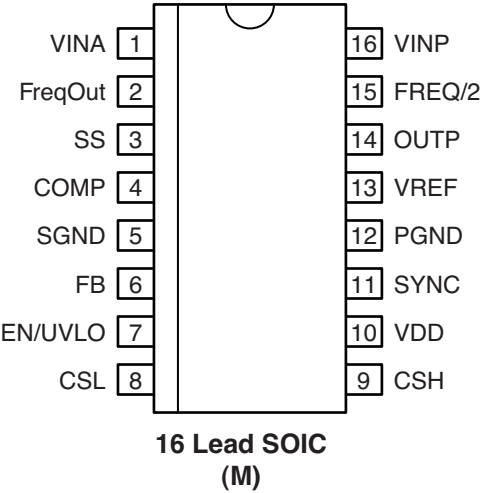 VINA 1 16 VINP
FreqOut 2 15 FREQ/2
SS 3 14 OUTP
COMP 4 13 VREF
SGND 5 12 PGND
FB 6 11 SYNC
EN/UVLO 7 10 VDD
CSL 8 9 CSH
16 Lead SOIC
(M)